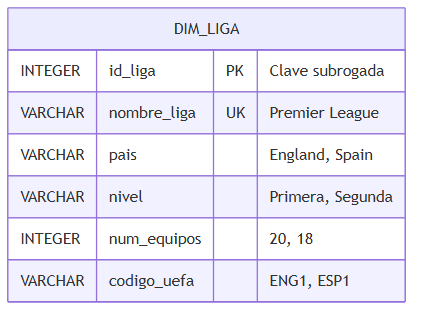 DIM_LIGA
INTEGER id_liga PK Clave subrogada
VARCHAR nombre_liga UK Premier League
VARCHAR pais England, Spain
VARCHAR nivel Primera, Segunda
INTEGER num_equipos 20, 18
VARCHAR codigo_uefa ENG1, ESP1